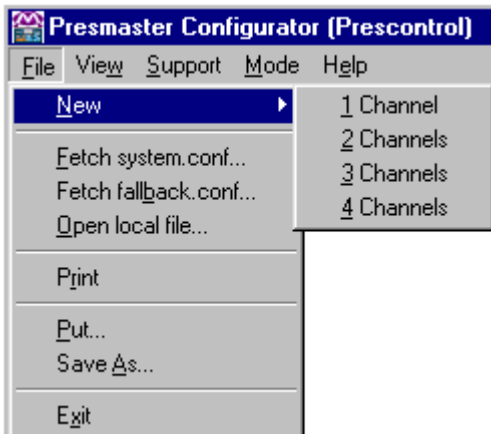 Presmaster Configurator (Prescontrol)
File View Support Mode Help
New
1 Channel
2 Channels
3 Channels
4 Channels
Fetch system.conf...
Fetch fallback.conf...
Open local file...
Print
Put...
Save As...
Exit